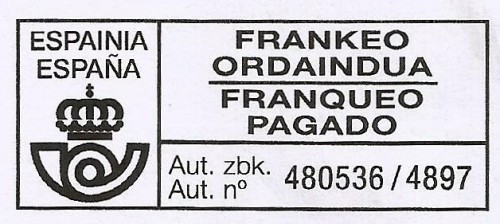 ESPAINIA
ESPAÑA
FRANKEO
ORDAINDUA
FRANQUEO
PAGADO
Aut. zbk.
Aut. nº
480536 / 4897